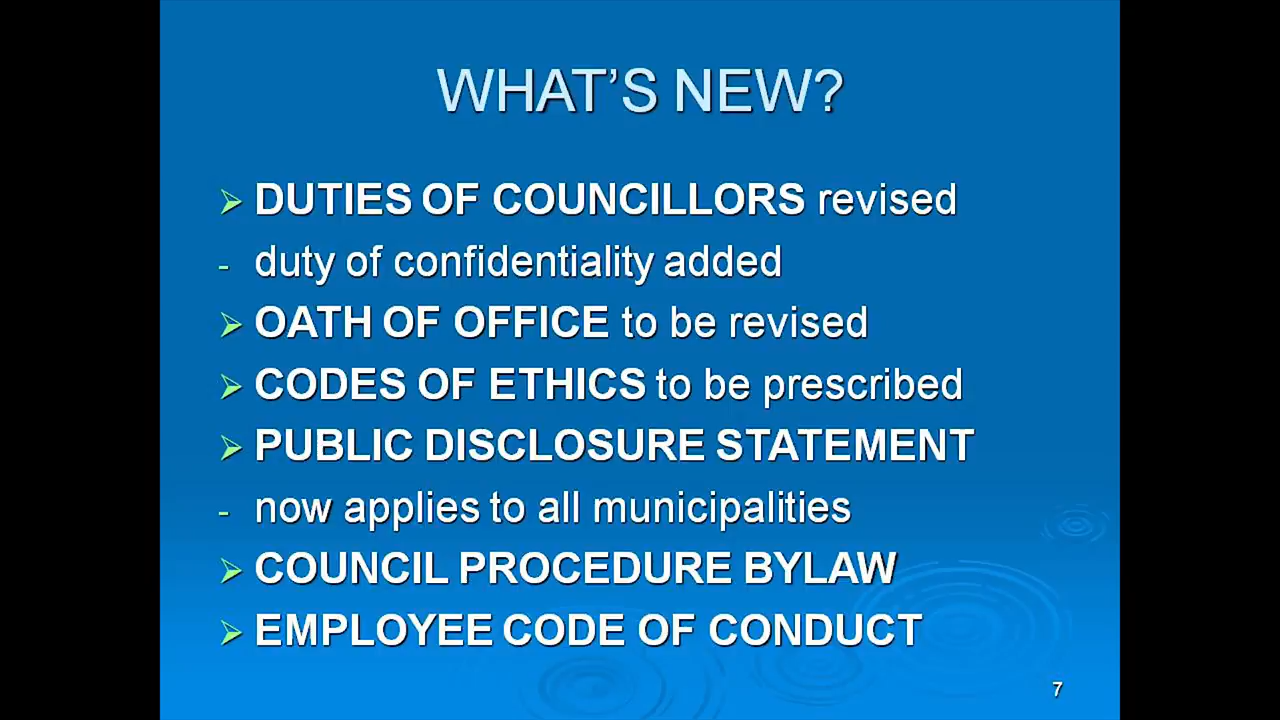 WHAT’S NEW?
➢ DUTIES OF COUNCILLORS revised
- duty of confidentiality added
➢ OATH OF OFFICE to be revised
➢ CODES OF ETHICS to be prescribed
➢ PUBLIC DISCLOSURE STATEMENT
- now applies to all municipalities
➢ COUNCIL PROCEDURE BYLAW
➢ EMPLOYEE CODE OF CONDUCT
7